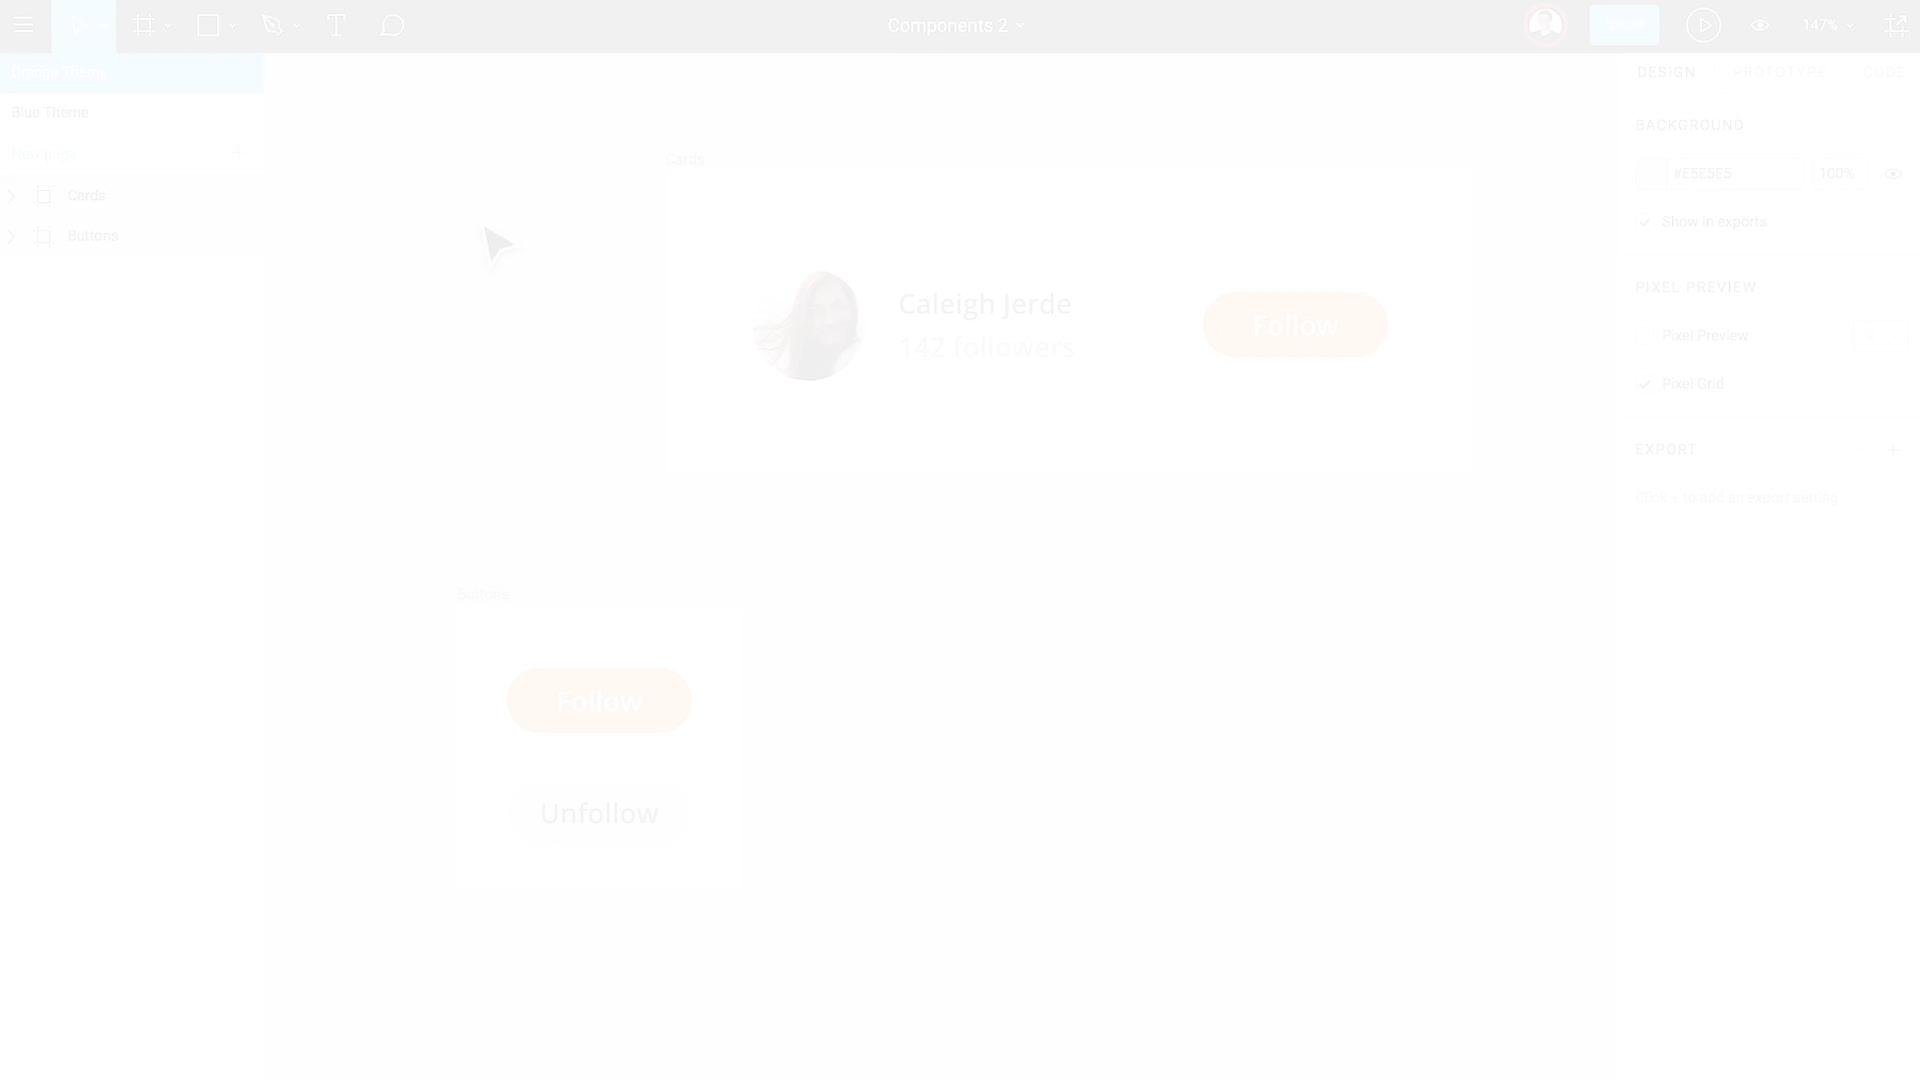 Components 2
147%
Orange Theme
Blue Theme
New page
Cards
Buttons
DESIGN
PROTOTYPE
CODE
BACKGROUND
#E5E5E5
100%
Show in exports
PIXEL PREVIEW
Pixel Preview
Pixel Grid
EXPORT
Click + to add an export setting
Cards
Caleigh Jerde
142 followers
Follow
Buttons
Follow
Unfollow